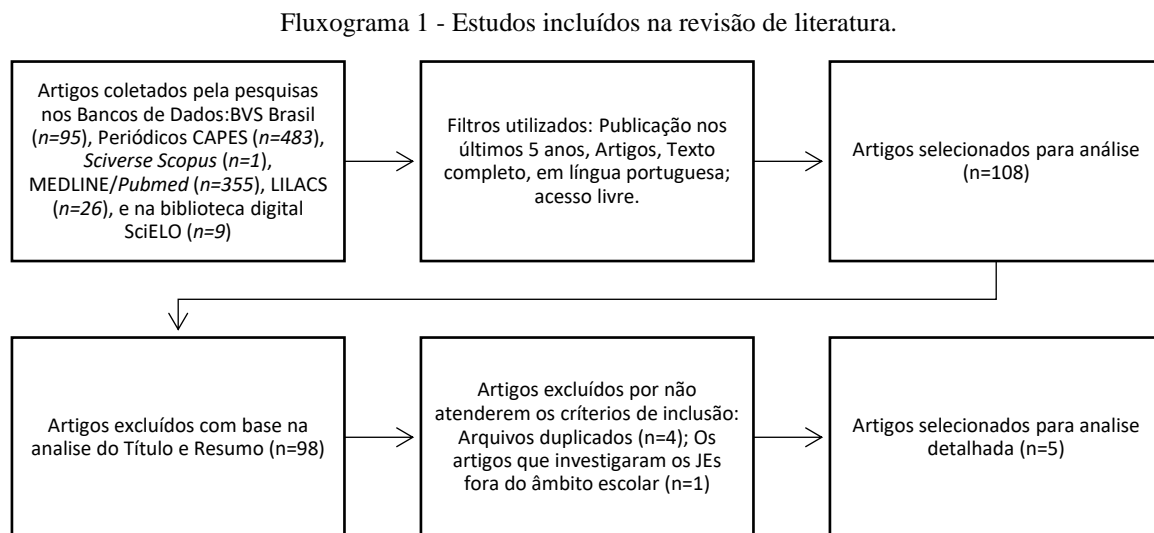 Fluxograma 1 - Estudos incluídos na revisão de literatura.
Artigos coletados pela pesquisas
nos Bancos de Dados:BVS Brasil
(n=95), Periódicos CAPES (n=483),
Sciverse Scopus (n=1),
MEDLINE/Pubmed (n=355), LILACS
(n=26), e na biblioteca digital
SciELO (n=9)
Filtros utilizados: Publicação nos
últimos 5 anos, Artigos, Texto
completo, em língua portuguesa;
acesso livre.
Artigos selecionados para análise
(n=108)
Artigos excluídos com base na
analise do Título e Resumo (n=98)
Artigos excluídos por não
atenderem os críterios de inclusão:
Arquivos duplicados (n=4); Os
artigos que investigaram os JEs
fora do âmbito escolar (n=1)
Artigos selecionados para analise
detalhada (n=5)